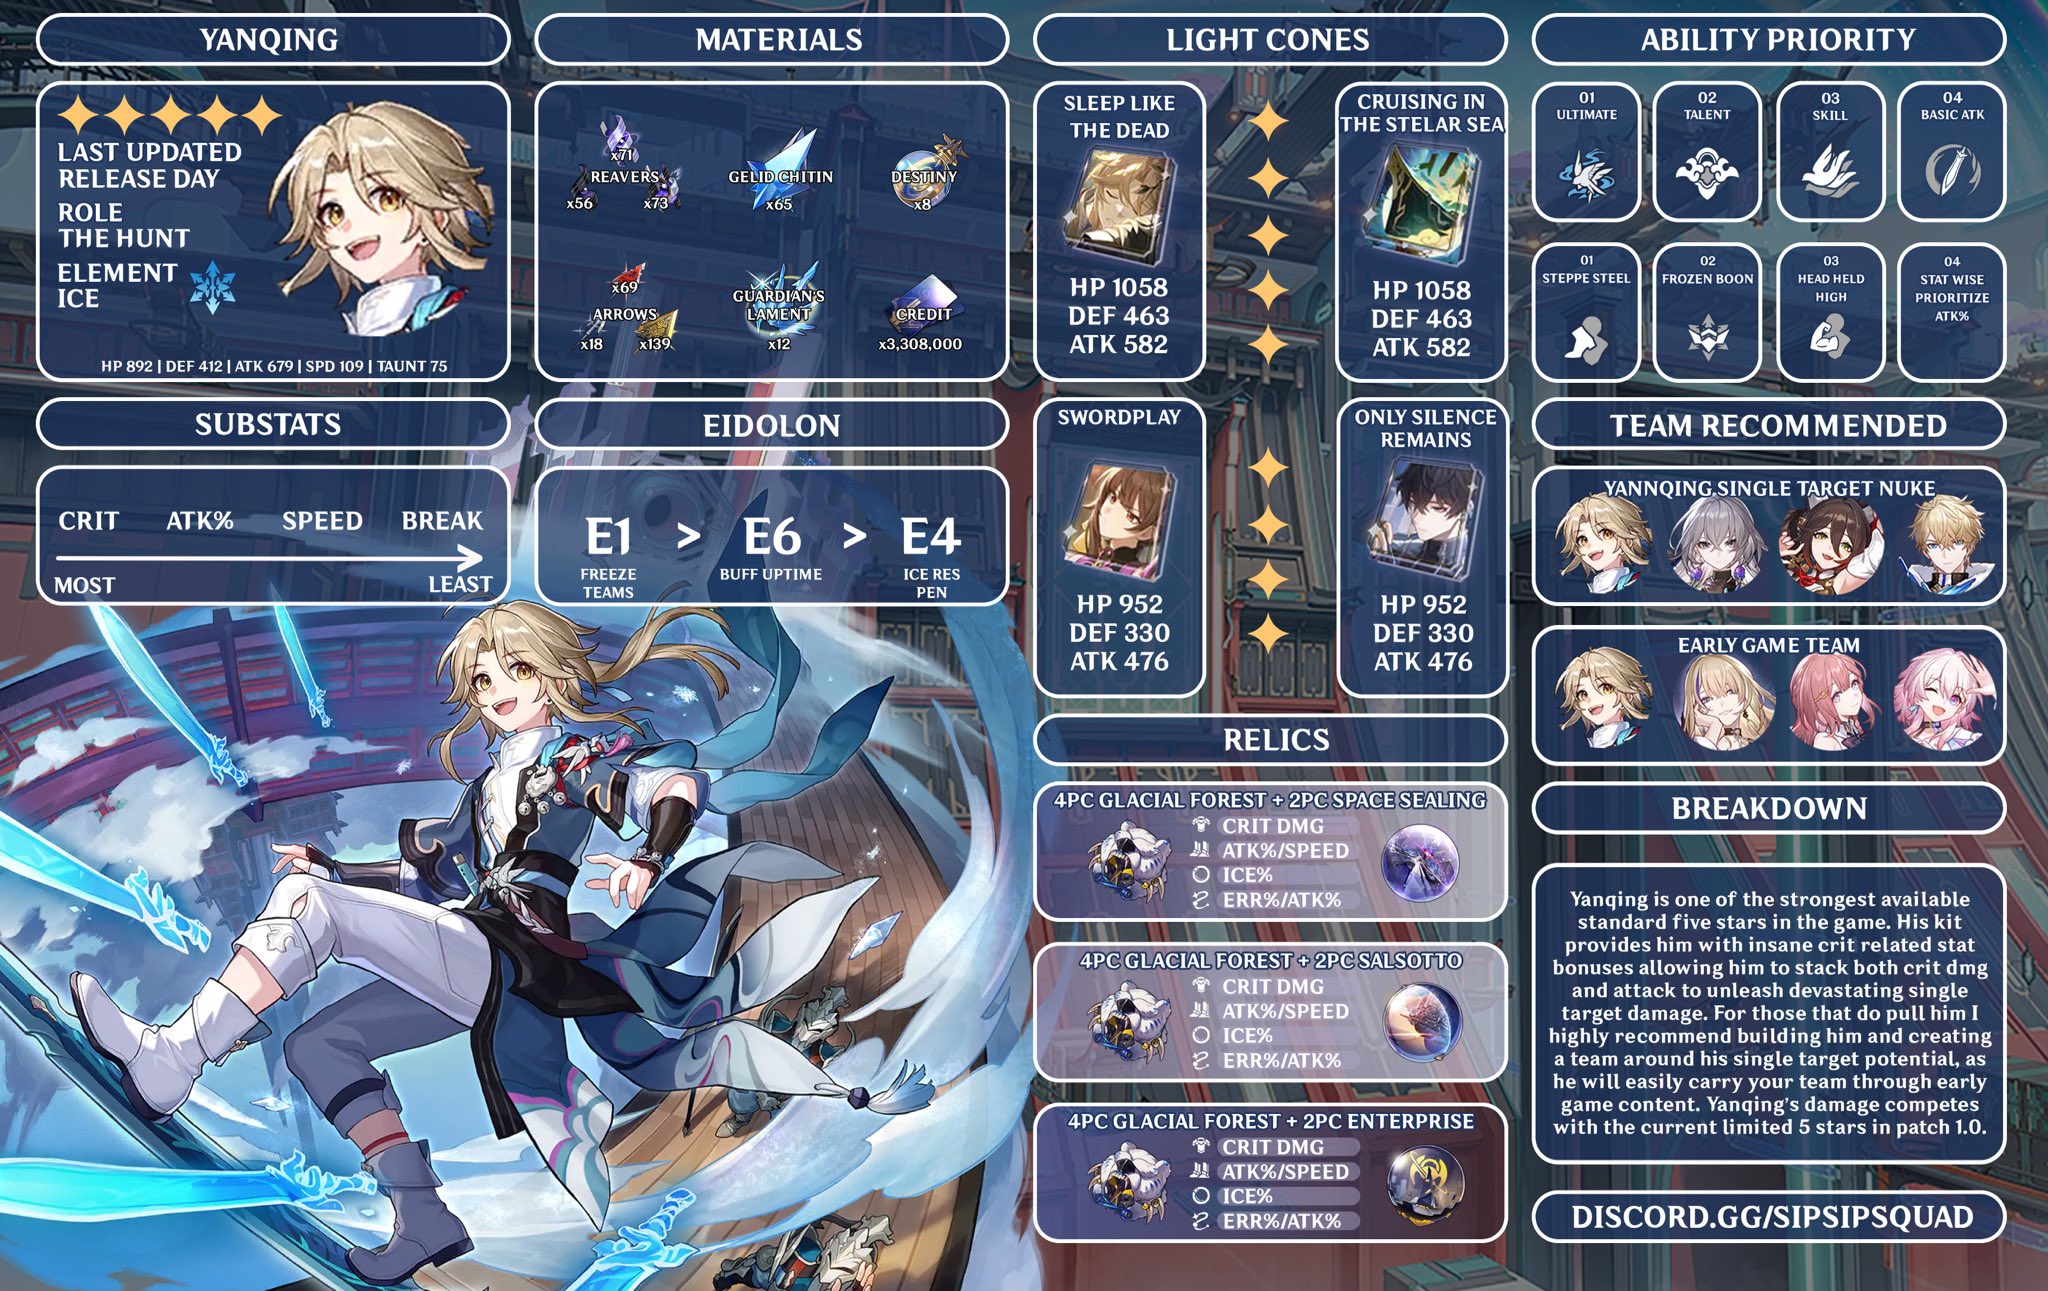 YANQING
LAST UPDATED
RELEASE DAY
ROLE
THE HUNT
ELEMENT
ICE
HP 892 | DEF 412 | ATK 679 | SPD 109 | TAUNT 75
MATERIALS
x71
REAVERS
x56
x73
GELID CHITIN
x65
DESTINY
x8
x69
ARROWS
x18
x139
GUARDIAN'S
LAMENT
x12
CREDIT
x3,308,000
SUBSTATS
CRIT ATK% SPEED BREAK
MOST
LEAST
EIDOLON
E1 > E6 > E4
FREEZE
TEAMS
BUFF UPTIME
ICE RES
PEN
LIGHT CONES
SLEEP LIKE
THE DEAD
HP 1058
DEF 463
ATK 582
CRUISING IN
THE STELAR SEA
HP 1058
DEF 463
ATK 582
SWORDPLAY
HP 952
DEF 330
ATK 476
ONLY SILENCE
REMAINS
HP 952
DEF 330
ATK 476
RELICS
4PC GLACIAL FOREST + 2PC SPACE SEALING
CRIT DMG
ATK%/SPEED
ICE%
ERR%/ATK%
4PC GLACIAL FOREST + 2PC SALSOTTO
CRIT DMG
ATK%/SPEED
ICE%
ERR%/ATK%
4PC GLACIAL FOREST + 2PC ENTERPRISE
CRIT DMG
ATK%/SPEED
ICE%
ERR%/ATK%
ABILITY PRIORITY
01
ULTIMATE
02
TALENT
03
SKILL
04
BASIC ATK
01
STEPPE STEEL
02
FROZEN BOON
03
HEAD HELD
HIGH
04
STAT WISE
PRIORITIZE
ATK%
TEAM RECOMMENDED
YANNQING SINGLE TARGET NUKE
EARLY GAME TEAM
BREAKDOWN
Yanqing is one of the strongest available
standard five stars in the game. His kit
provides him with insane crit related stat
bonuses allowing him to stack both crit dmg
and attack to unleash devastating single
target damage. For those that do pull him I
highly recommend building him and creating
a team around his single target potential, as
he will easily carry your team through early
game content. Yanqing's damage competes
with the current limited 5 stars in patch 1.0.
DISCORD.GG/SIPSIPSQUAD